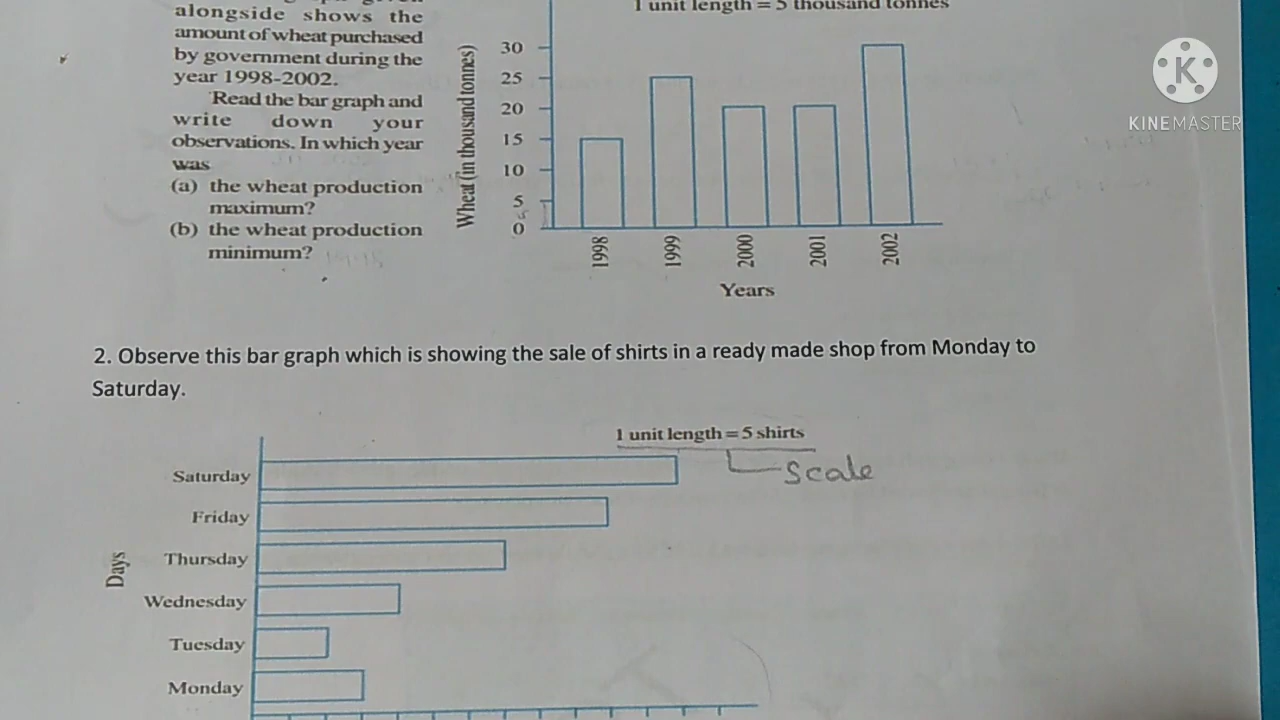 alongside shows the
amount of wheat purchased
by government during the
year 1998-2002.
Read the bar graph and
write down your
observations. In which year
was
(a) the wheat production
maximum?
(b) the wheat production
minimum?
1 unit length = 5 thousand tonnes
Wheat (in thousand tonnes)
30
25
20
15
10
5
0
1998
1999
2000
2001
2002
Years
KINEMASTER
2. Observe this bar graph which is showing the sale of shirts in a ready made shop from Monday to
Saturday.
1 unit length = 5 shirts
Scale
Days
Saturday
Friday
Thursday
Wednesday
Tuesday
Monday